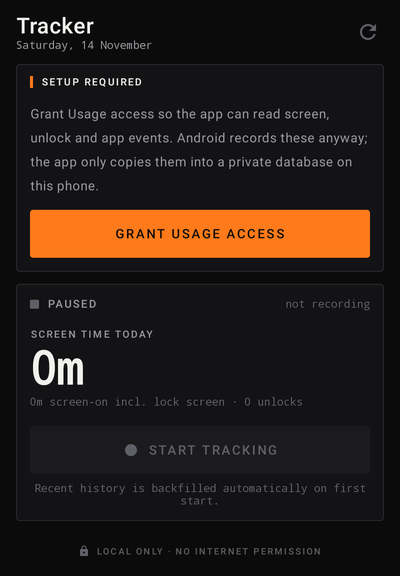 Tracker
Saturday, 14 November
SETUP REQUIRED
Grant Usage access so the app can read screen,
unlock and app events. Android records these anyway;
the app only copies them into a private database on
this phone.
GRANT USAGE ACCESS
PAUSED
not recording
SCREEN TIME TODAY
0m
0m screen-on incl. lock screen · 0 unlocks
START TRACKING
Recent history is backfilled automatically on first
start.
LOCAL ONLY · NO INTERNET PERMISSION